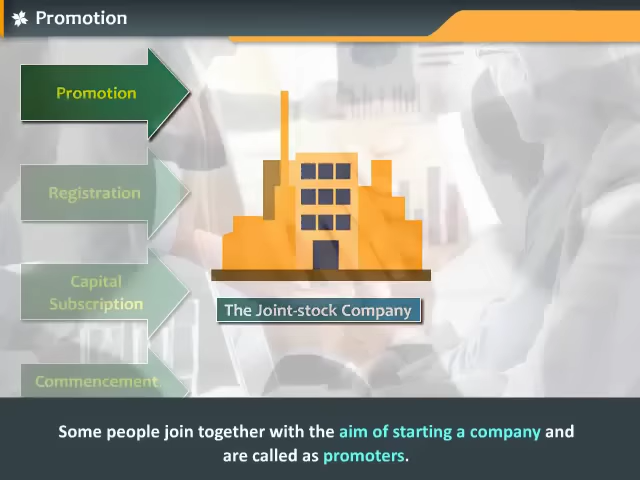 Promotion
Promotion
Registration
Capital
Subscription
Commencement
The Joint-stock Company
Some people join together with the aim of starting a company and
are called as promoters.